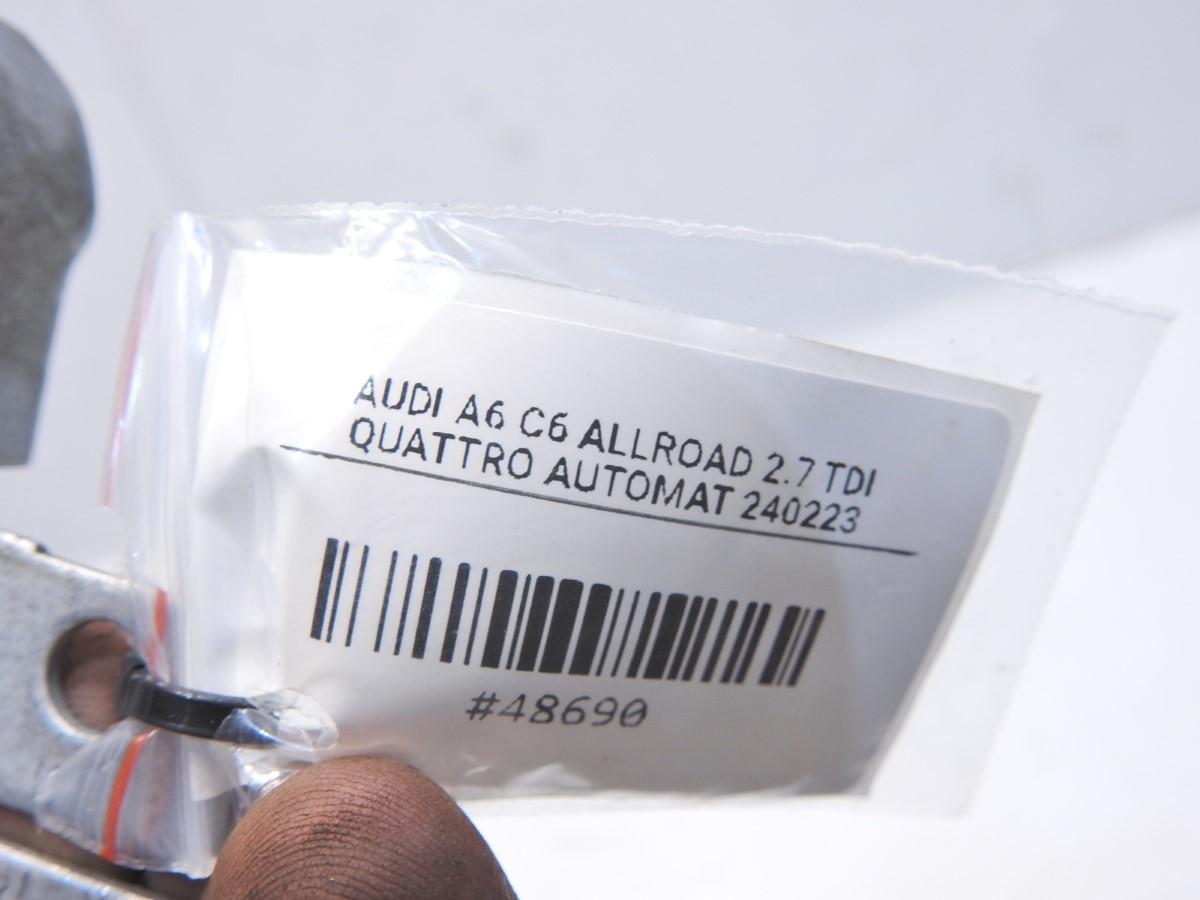 AUDI A6 C6 ALLROAD 2.7 TDI
QUATTRO AUTOMAT 240223
#48690